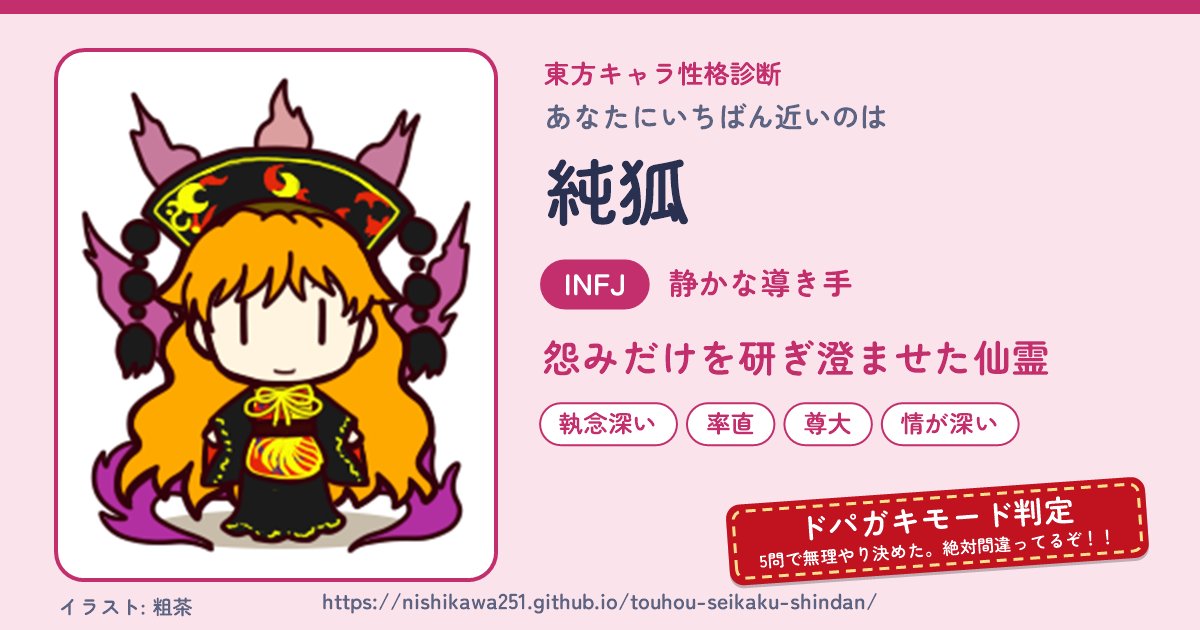 東方キャラ性格診断
あなたにいちばん近いのは
純狐
INFJ 静かな導き手
怨みだけを研ぎ澄ませた仙霊
執念深い 率直 尊大 情が深い
ドパガキモード判定
5問で無理やり決めた。絶対間違ってるぞ！！
イラスト: 粗茶
https://nishikawa251.github.io/touhou-seikaku-shindan/